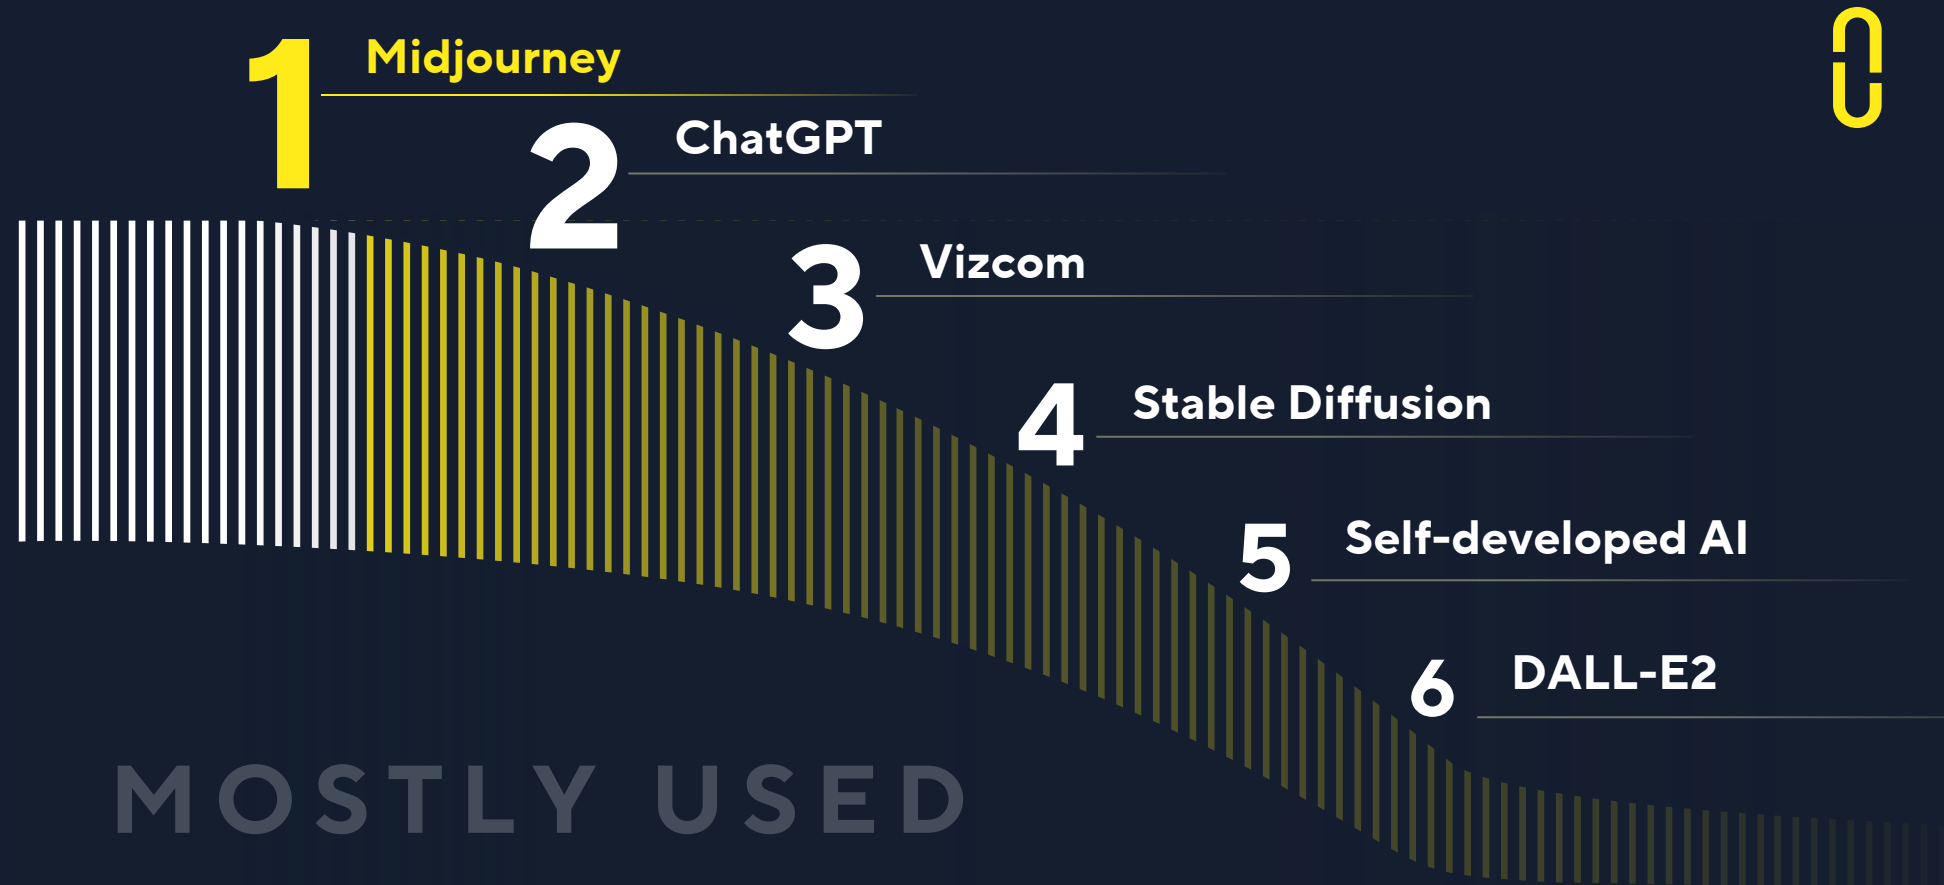 1 Midjourney
2 ChatGPT
3 Vizcom
4 Stable Diffusion
5 Self-developed AI
6 DALL-E2
MOSTLY USED